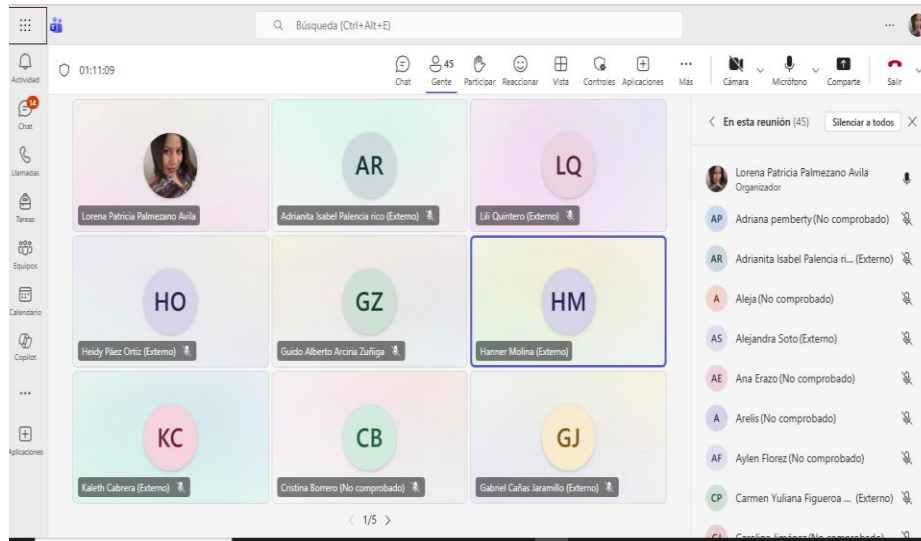 Búsqueda (Ctrl+Alt+E)
Actividad
14
Chat
Llamadas
Tareas
Equipos
Calendario
Copilot
Aplicaciones
01:11:09
Chat
45
Gente
Participar
Reaccionar
Vista
Controles
Aplicaciones
Más
Cámara
Micrófono
Comparte
Salir
Lorena Patricia Palmezano Avila
AR
Adrianita Isabel Palencia rico (Externo)
LQ
Lili Quintero (Externo)
HO
Heidy Páez Ortiz (Externo)
GZ
Guido Alberto Arciria Zuñiga
HM
Hanner Molina (Externo)
KC
Kaleth Cabrera (Externo)
CB
Cristina Borrero (No comprobado)
GJ
Gabriel Cañas Jaramillo (Externo)
1/5
En esta reunión (45)
Silenciar a todos
Lorena Patricia Palmezano Avila
Organizador
AP Adriana pemberty (No comprobado)
AR Adrianita Isabel Palencia ri... (Externo)
A Aleja (No comprobado)
AS Alejandra Soto (Externo)
AE Ana Erazo (No comprobado)
A Arelis (No comprobado)
AF Aylen Florez (No comprobado)
CP Carmen Yuliana Figueroa ... (Externo)
CJ Carolina Jiménez (No comprobado)